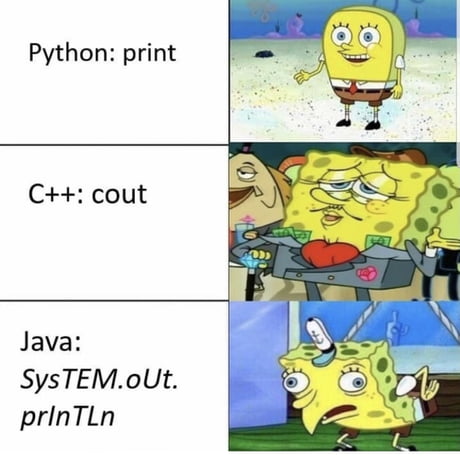 Python: print
C++: cout
Java:
SysTEM.oUt.
prInTLn